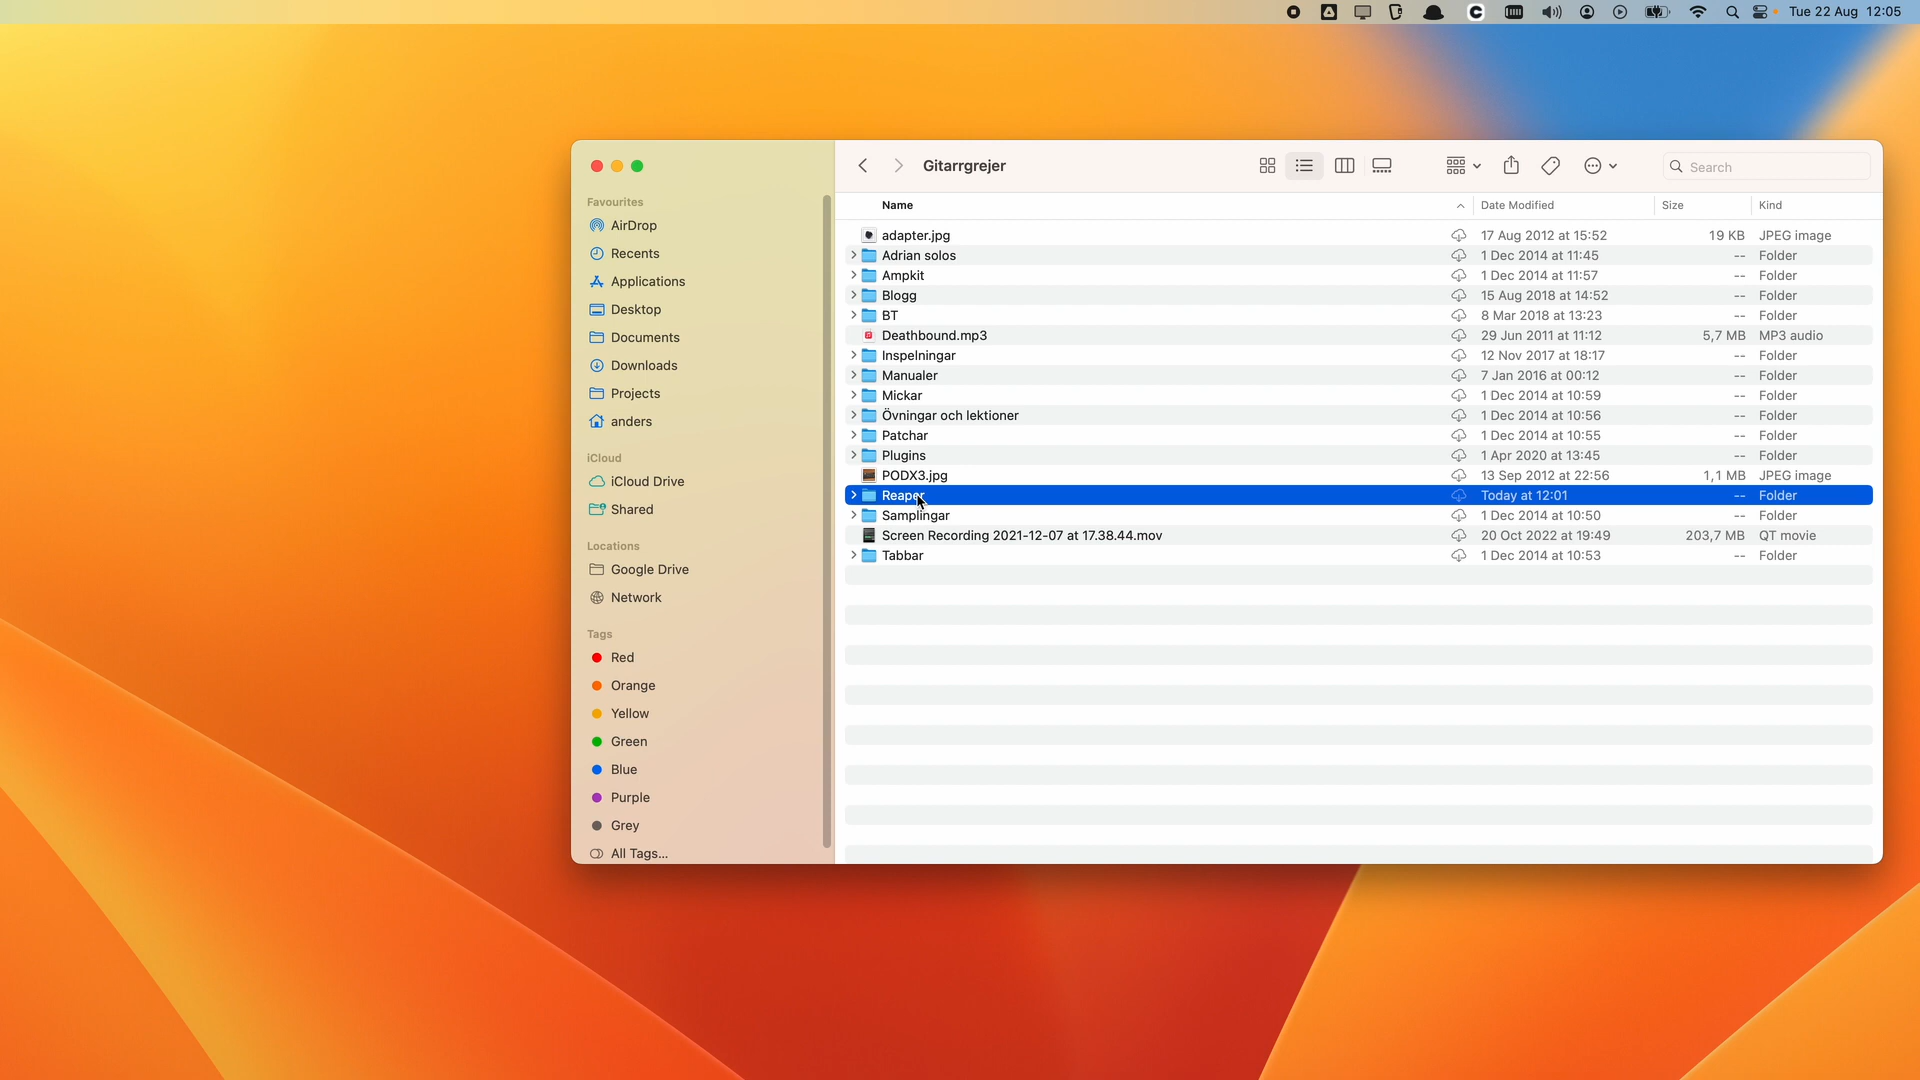 Tue 22 Aug 12:05
Gitarrgrejer
Search
Favourites
AirDrop
Recents
Applications
Desktop
Documents
Downloads
Projects
anders
iCloud
iCloud Drive
Shared
Locations
Google Drive
Network
Tags
Red
Orange
Yellow
Green
Blue
Purple
Grey
All Tags...
Name Date Modified Size Kind
adapter.jpg 17 Aug 2012 at 15:52 19 KB JPEG image
Adrian solos 1 Dec 2014 at 11:45 -- Folder
Ampkit 1 Dec 2014 at 11:57 -- Folder
Blogg 15 Aug 2018 at 14:52 -- Folder
BT 8 Mar 2018 at 13:23 -- Folder
Deathbound.mp3 29 Jun 2011 at 11:12 5,7 MB MP3 audio
Inspelningar 12 Nov 2017 at 18:17 -- Folder
Manualer 7 Jan 2016 at 00:12 -- Folder
Mickar 1 Dec 2014 at 10:59 -- Folder
Övningar och lektioner 1 Dec 2014 at 10:56 -- Folder
Patchar 1 Dec 2014 at 10:55 -- Folder
Plugins 1 Apr 2020 at 13:45 -- Folder
PODX3.jpg 13 Sep 2012 at 22:56 1,1 MB JPEG image
Reaper Today at 12:01 -- Folder
Samplingar 1 Dec 2014 at 10:50 -- Folder
Screen Recording 2021-12-07 at 17.38.44.mov 20 Oct 2022 at 19:49 203,7 MB QT movie
Tabbar 1 Dec 2014 at 10:53 -- Folder